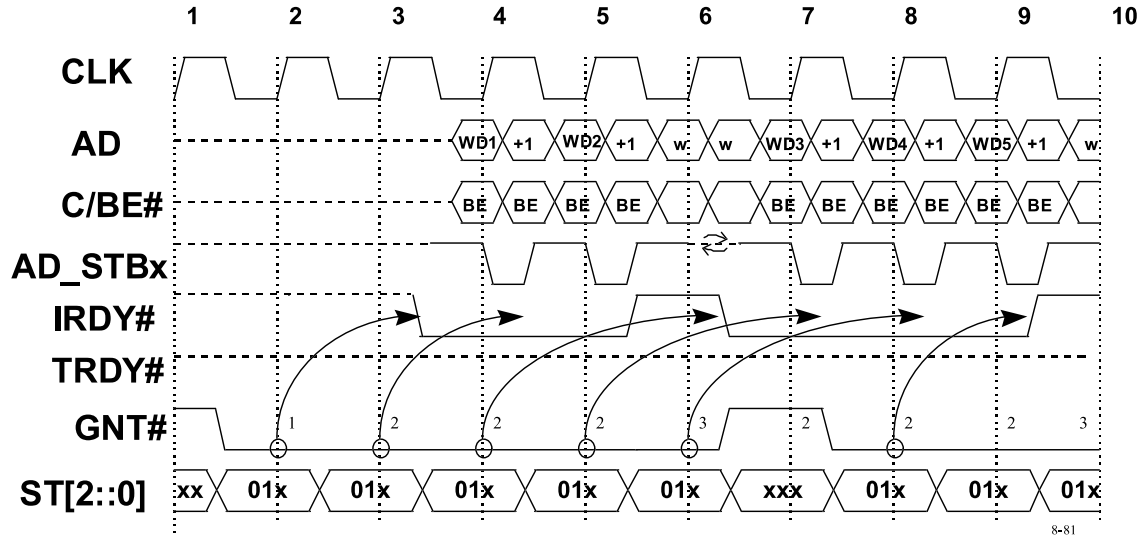 1 2 3 4 5 6 7 8 9 10
CLK
AD WD1 +1 WD2 +1 w w WD3 +1 WD4 +1 WD5 +1 w
C/BE# BE BE BE BE BE BE BE BE BE BE
AD_STBx
IRDY#
TRDY#
GNT# 1 2 2 2 3 2 2 2 3
ST[2::0] xx 01x 01x 01x 01x 01x xxx 01x 01x 01x
8-81